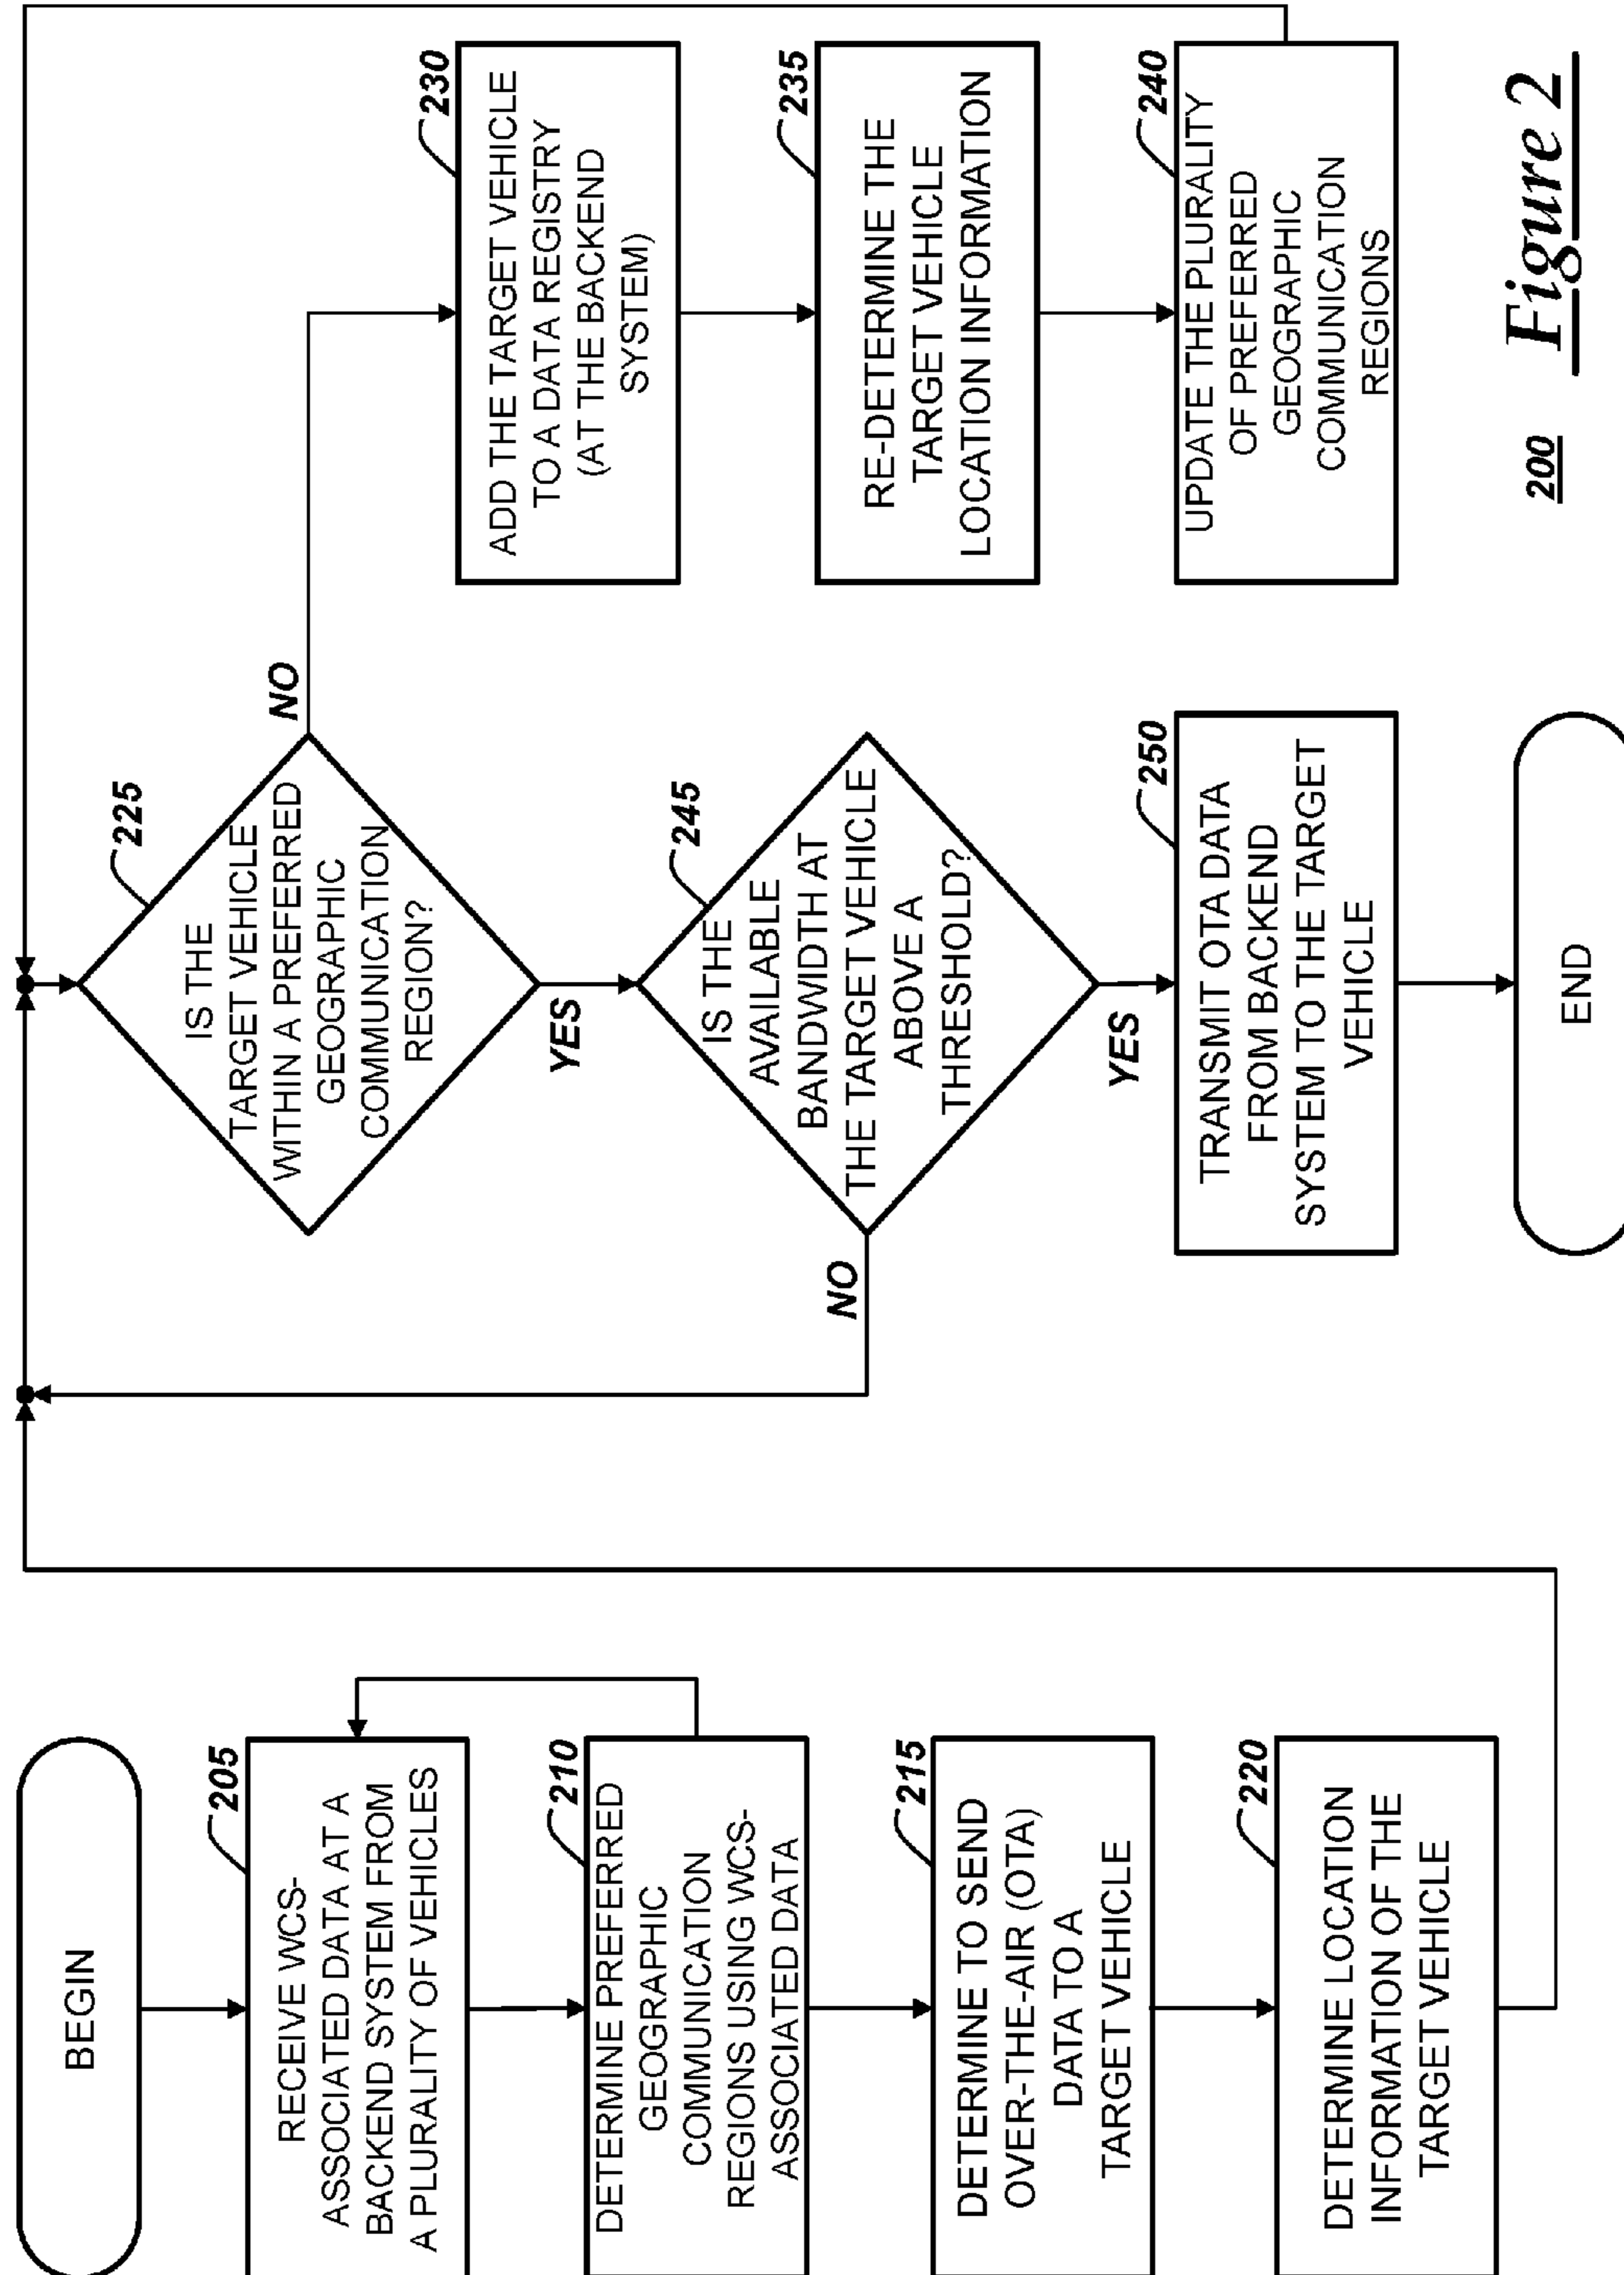 BEGIN
205
RECEIVE WCS-
ASSOCIATED DATA AT A
BACKEND SYSTEM FROM
A PLURALITY OF VEHICLES
210
DETERMINE PREFERRED
GEOGRAPHIC
COMMUNICATION
REGIONS USING WCS-
ASSOCIATED DATA
215
DETERMINE TO SEND
OVER-THE-AIR (OTA)
DATA TO A
TARGET VEHICLE
220
DETERMINE LOCATION
INFORMATION OF THE
TARGET VEHICLE
225
IS THE
TARGET VEHICLE
WITHIN A PREFERRED
GEOGRAPHIC
COMMUNICATION
REGION?
NO
YES
245
IS THE
AVAILABLE
BANDWIDTH AT
THE TARGET VEHICLE
ABOVE A
THRESHOLD?
NO
YES
250
TRANSMIT OTA DATA
FROM BACKEND
SYSTEM TO THE TARGET
VEHICLE
END
230
ADD THE TARGET VEHICLE
TO A DATA REGISTRY
(AT THE BACKEND
SYSTEM)
235
RE-DETERMINE THE
TARGET VEHICLE
LOCATION INFORMATION
240
UPDATE THE PLURALITY
OF PREFERRED
GEOGRAPHIC
COMMUNICATION
REGIONS
200 Figure 2